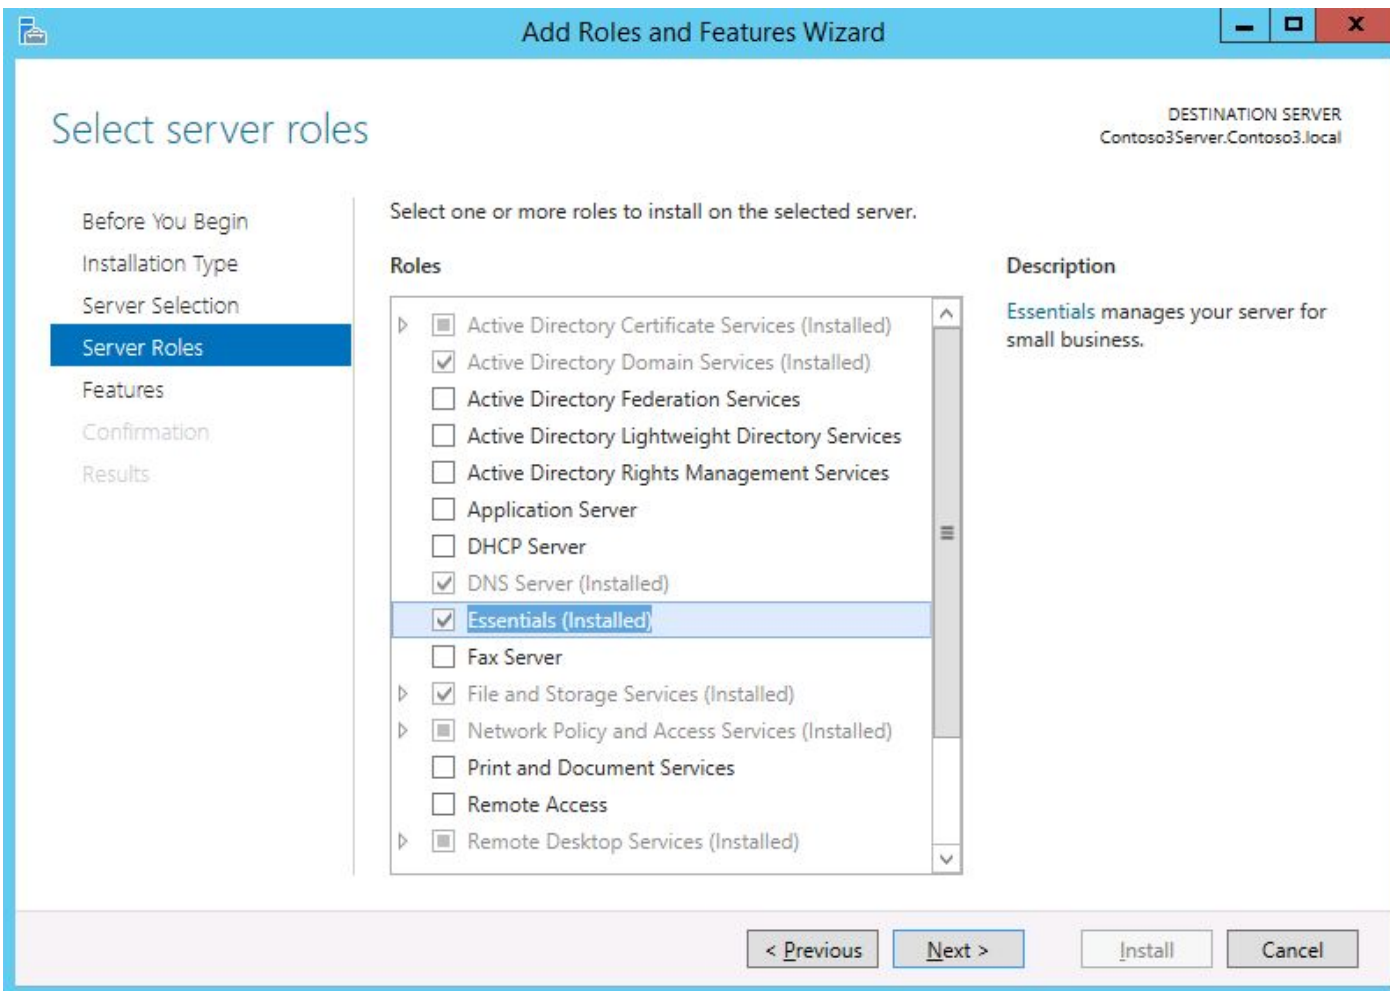 Add Roles and Features Wizard
Select server roles
DESTINATION SERVER
Contoso3Server.Contoso3.local
Before You Begin
Installation Type
Server Selection
Server Roles
Features
Confirmation
Results
Select one or more roles to install on the selected server.
Roles
Active Directory Certificate Services (Installed)
Active Directory Domain Services (Installed)
Active Directory Federation Services
Active Directory Lightweight Directory Services
Active Directory Rights Management Services
Application Server
DHCP Server
DNS Server (Installed)
Essentials (Installed)
Fax Server
File and Storage Services (Installed)
Network Policy and Access Services (Installed)
Print and Document Services
Remote Access
Remote Desktop Services (Installed)
Description
Essentials manages your server for
small business.
< Previous
Next >
Install
Cancel